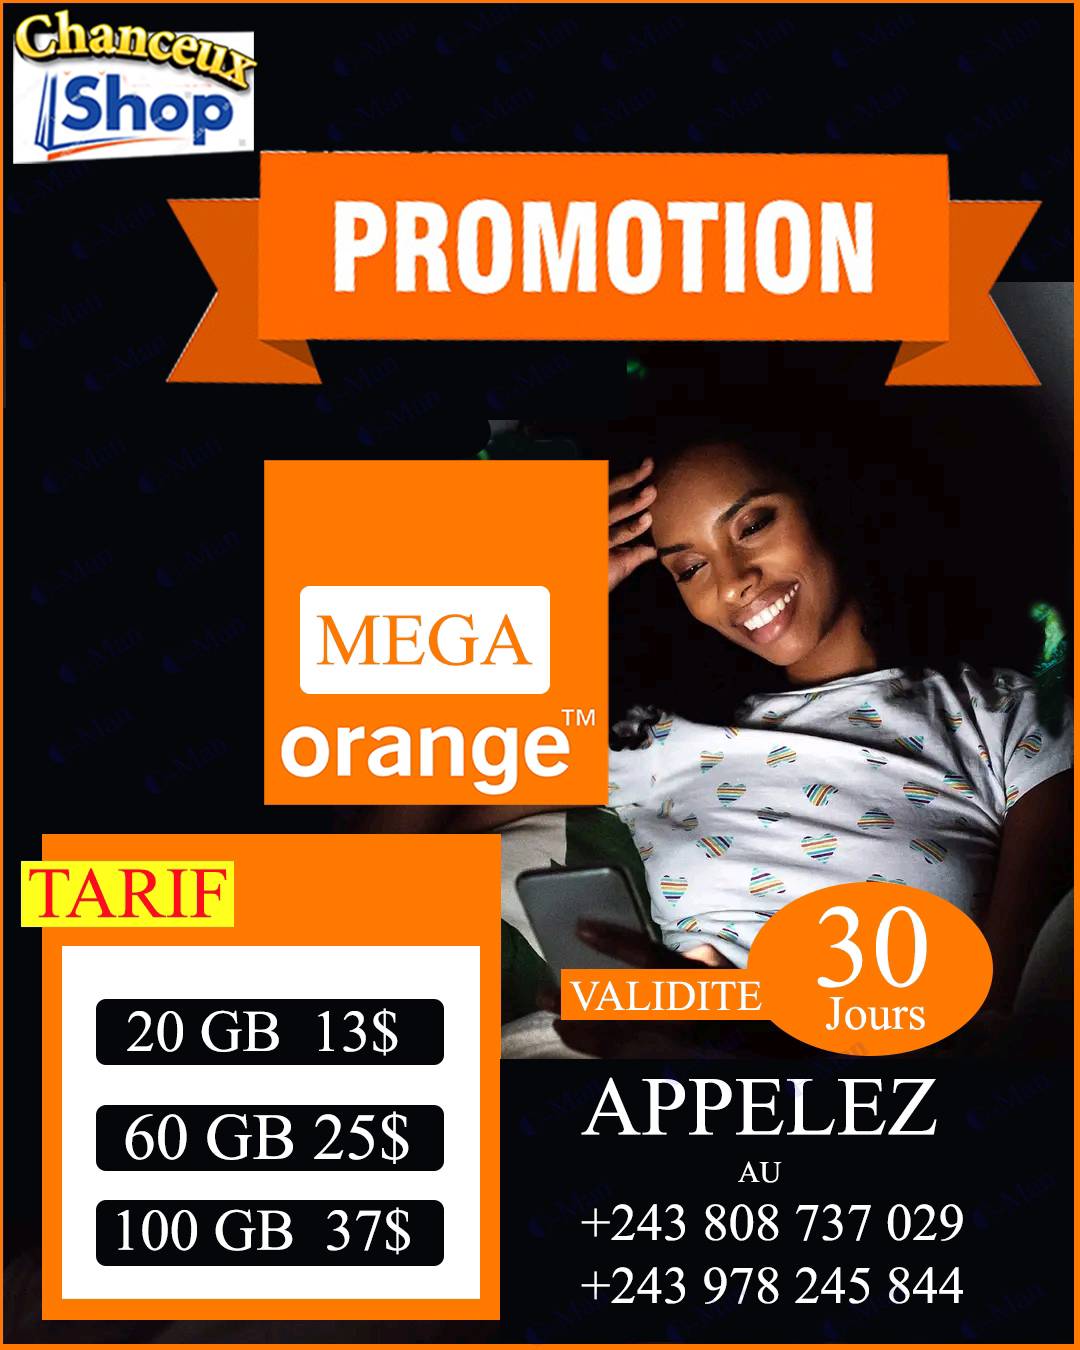 Chanceux
Shop
PROMOTION
MEGA
orange™
TARIF
20 GB 13$
60 GB 25$
100 GB 37$
VALIDITE
30
Jours
APPELEZ
AU
+243 808 737 029
+243 978 245 844